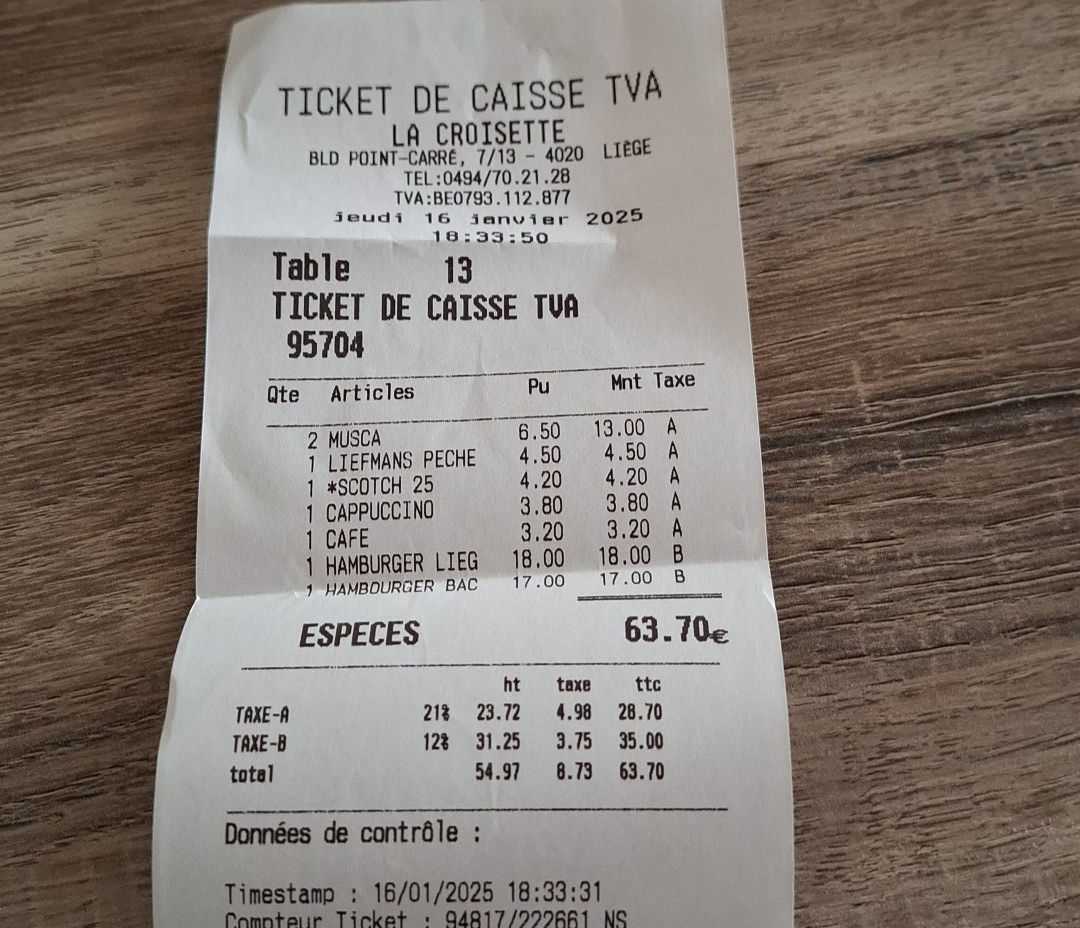 TICKET DE CAISSE TVA
LA CROISETTE
BLD POINT-CARRÉ, 7/13 - 4020 LIÈGE
TEL:0494/70.21.28
TVA:BE0793.112.877
jeudi 16 janvier 2025
18:33:50
Table 13
TICKET DE CAISSE TVA
95704
Qte Articles Pu Mnt Taxe
2 MUSCA 6.50 13.00 A
1 LIEFMANS PECHE 4.50 4.50 A
1 *SCOTCH 25 4.20 4.20 A
1 CAPPUCCINO 3.80 3.80 A
1 CAFE 3.20 3.20 A
1 HAMBURGER LIEG 18.00 18.00 B
1 HAMBOURGER BAC 17.00 17.00 B
ESPECES 63.70€
ht taxe ttc
TAXE-A 21% 23.72 4.98 28.70
TAXE-B 12% 31.25 3.75 35.00
total 54.97 8.73 63.70
Données de contrôle :
Timestamp : 16/01/2025 18:33:31
Compteur Ticket : 94817/222661 NS